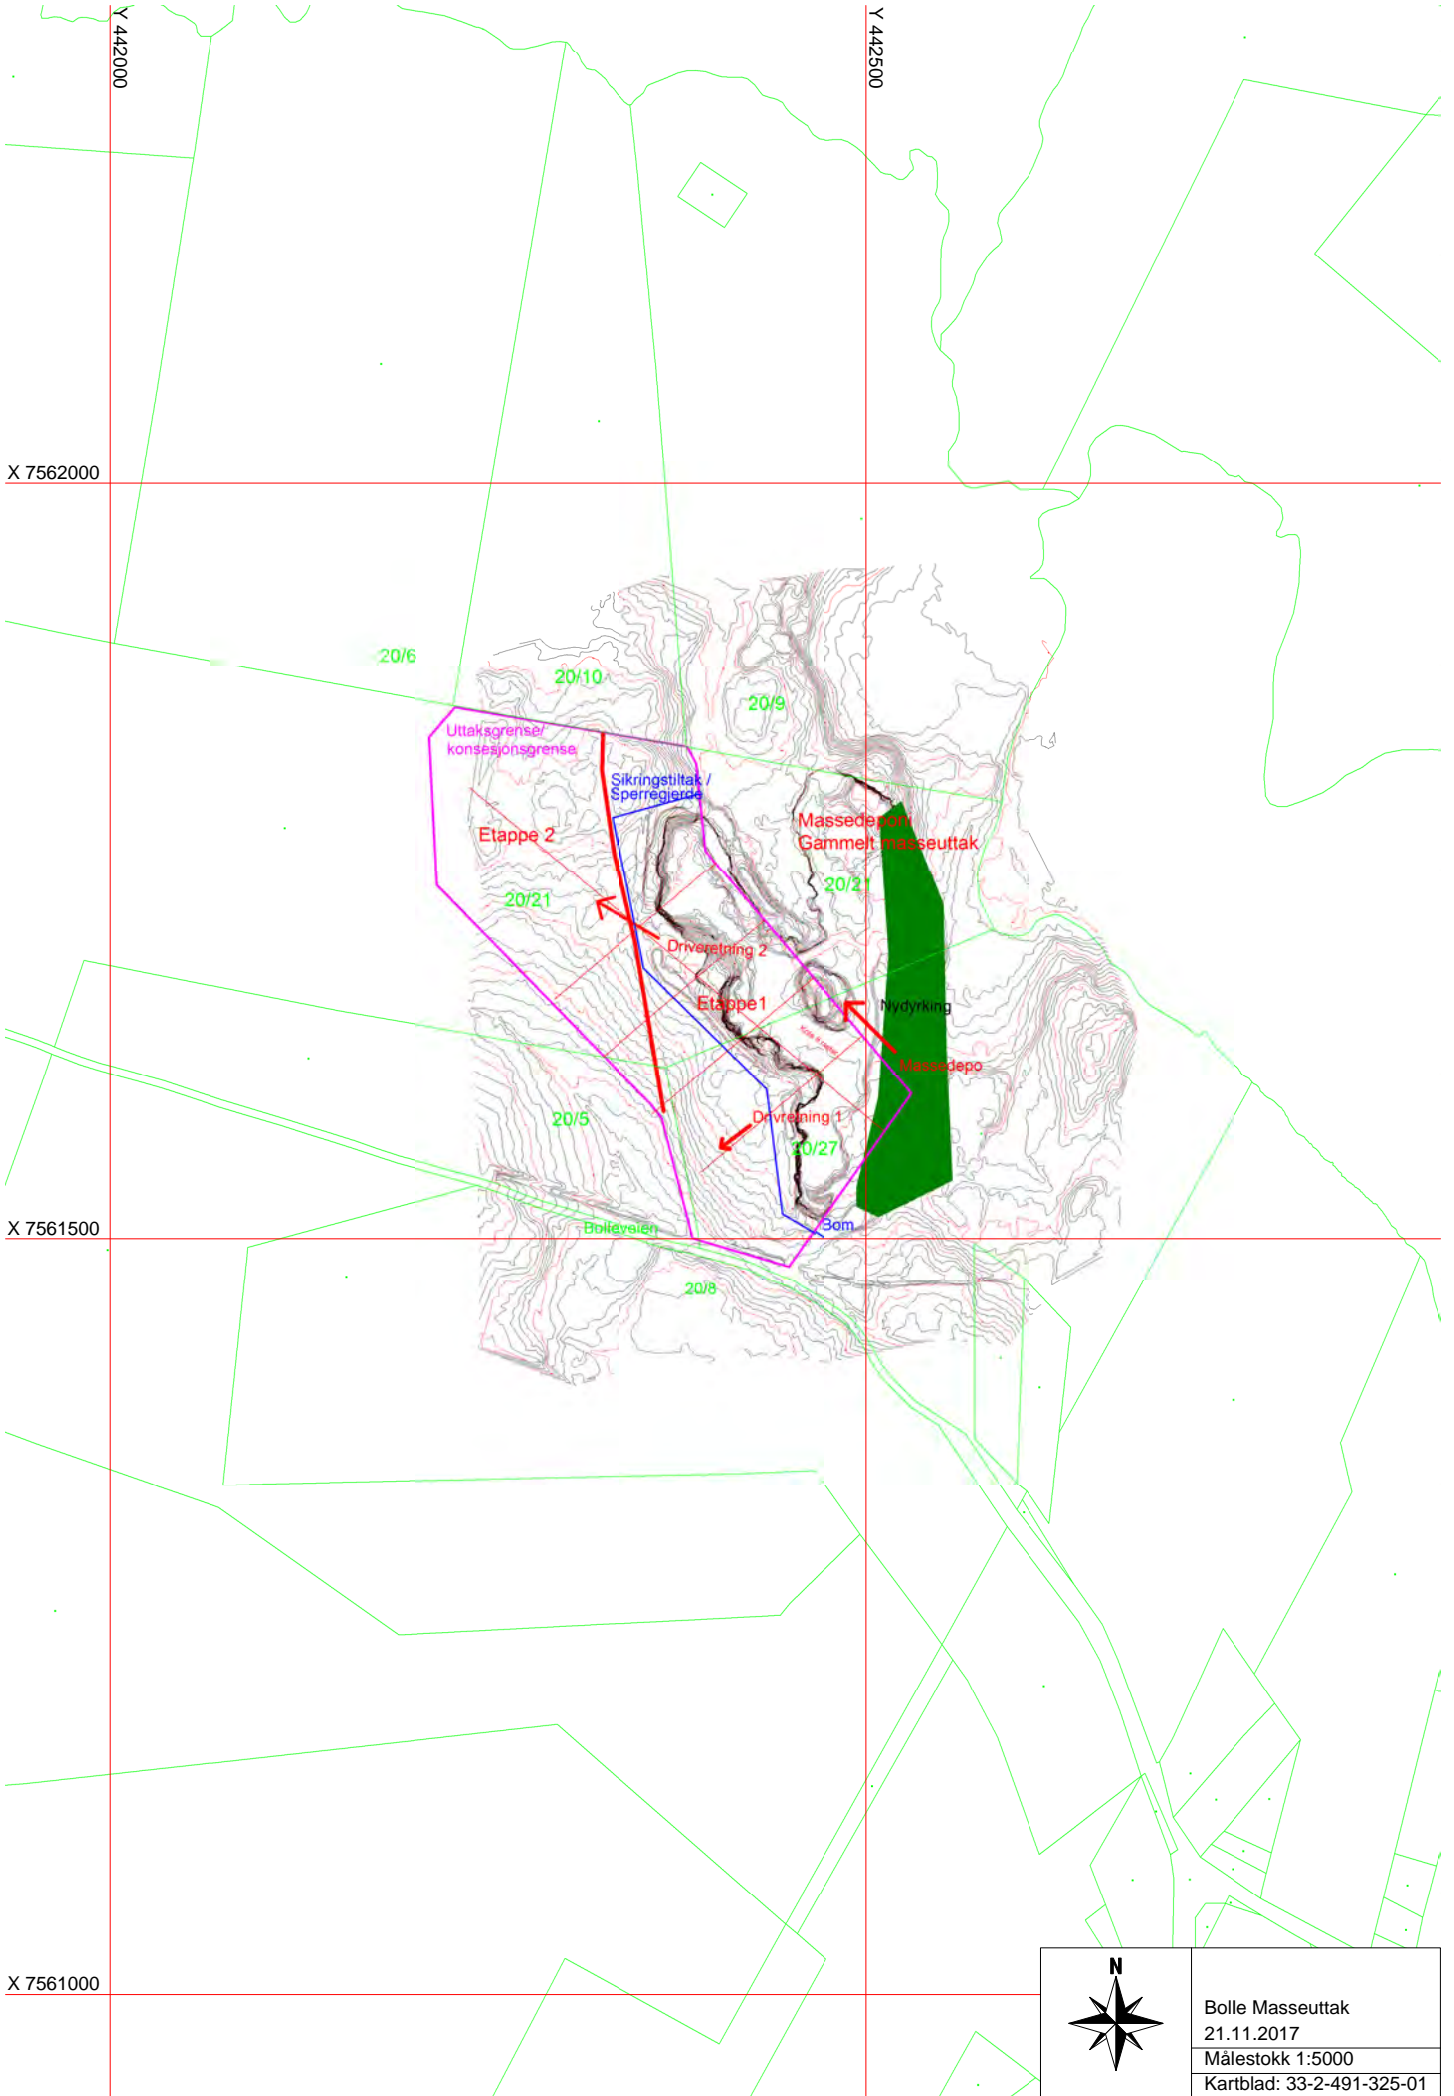 Y 442000
Y 442500
X 7562000
20/6
20/10
20/9
Uttaksgrense/
konsesjonsgrense
Sikringstiltak /
Sperregjerde
Etappe 2
Massedeponi
Gammelt masseuttak
20/21
20/21
Driveretning 2
Etappe1
Nydyrking
Massedepo
20/5
Drivretning 1
20/27
Bolleveien
Bom
X 7561500
20/8
X 7561000
N
Bolle Masseuttak
21.11.2017
Målestokk 1:5000
Kartblad: 33-2-491-325-01